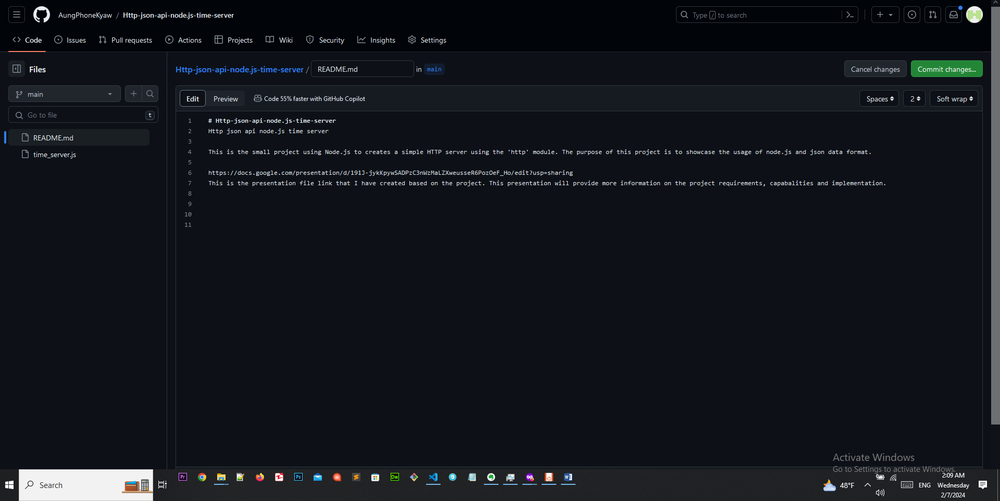 AungPhoneKyaw / Http-json-api-node.js-time-server
Type / to search
Code Issues Pull requests Actions Projects Wiki Security Insights Settings
Files
Http-json-api-node.js-time-server / README.md in main
Cancel changes Commit changes...
main
Go to file t
README.md
time_server.js
Edit Preview Code 55% faster with GitHub Copilot
Spaces 2 Soft wrap
1 # Http-json-api-node.js-time-server
2 Http json api node.js time server
3
4 This is the small project using Node.js to creates a simple HTTP server using the 'http' module. The purpose of this project is to showcase the usage of node.js and json data format.
5
6 https://docs.google.com/presentation/d/191J-jykKpywSADPzC3nWzMaLZXweusseR6PozOeF_Ho/edit?usp=sharing
7 This is the presentation file link that I have created based on the project. This presentation will provide more information on the project requirements, capabalities and implementation.
8
9
10
11
Activate Windows
Go to Settings to activate Windows.
Search
Pr
Ps
Dw
48°F
ENG
2:09 AM
Wednesday
2/7/2024